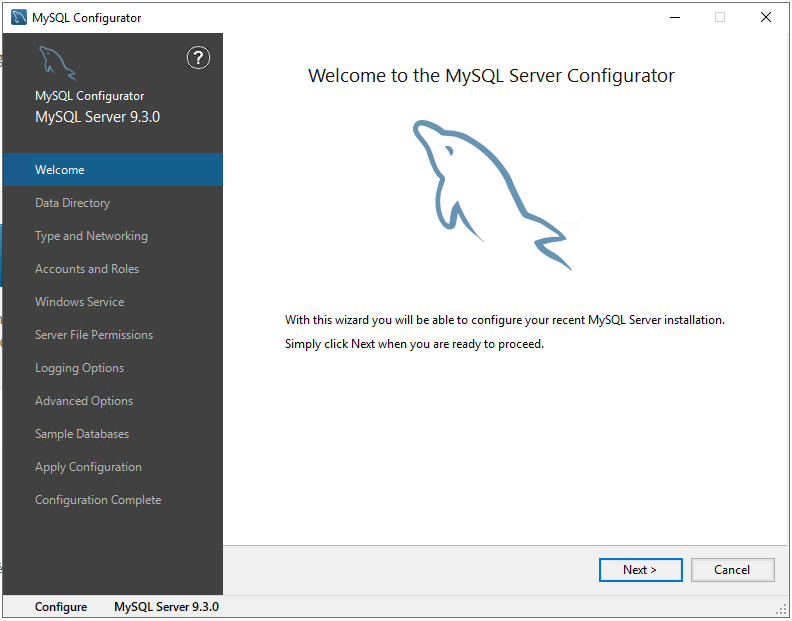 MySQL Configurator
?
MySQL Configurator
MySQL Server 9.3.0
Welcome
Data Directory
Type and Networking
Accounts and Roles
Windows Service
Server File Permissions
Logging Options
Advanced Options
Sample Databases
Apply Configuration
Configuration Complete
Welcome to the MySQL Server Configurator
With this wizard you will be able to configure your recent MySQL Server installation.
Simply click Next when you are ready to proceed.
Next >
Cancel
Configure
MySQL Server 9.3.0